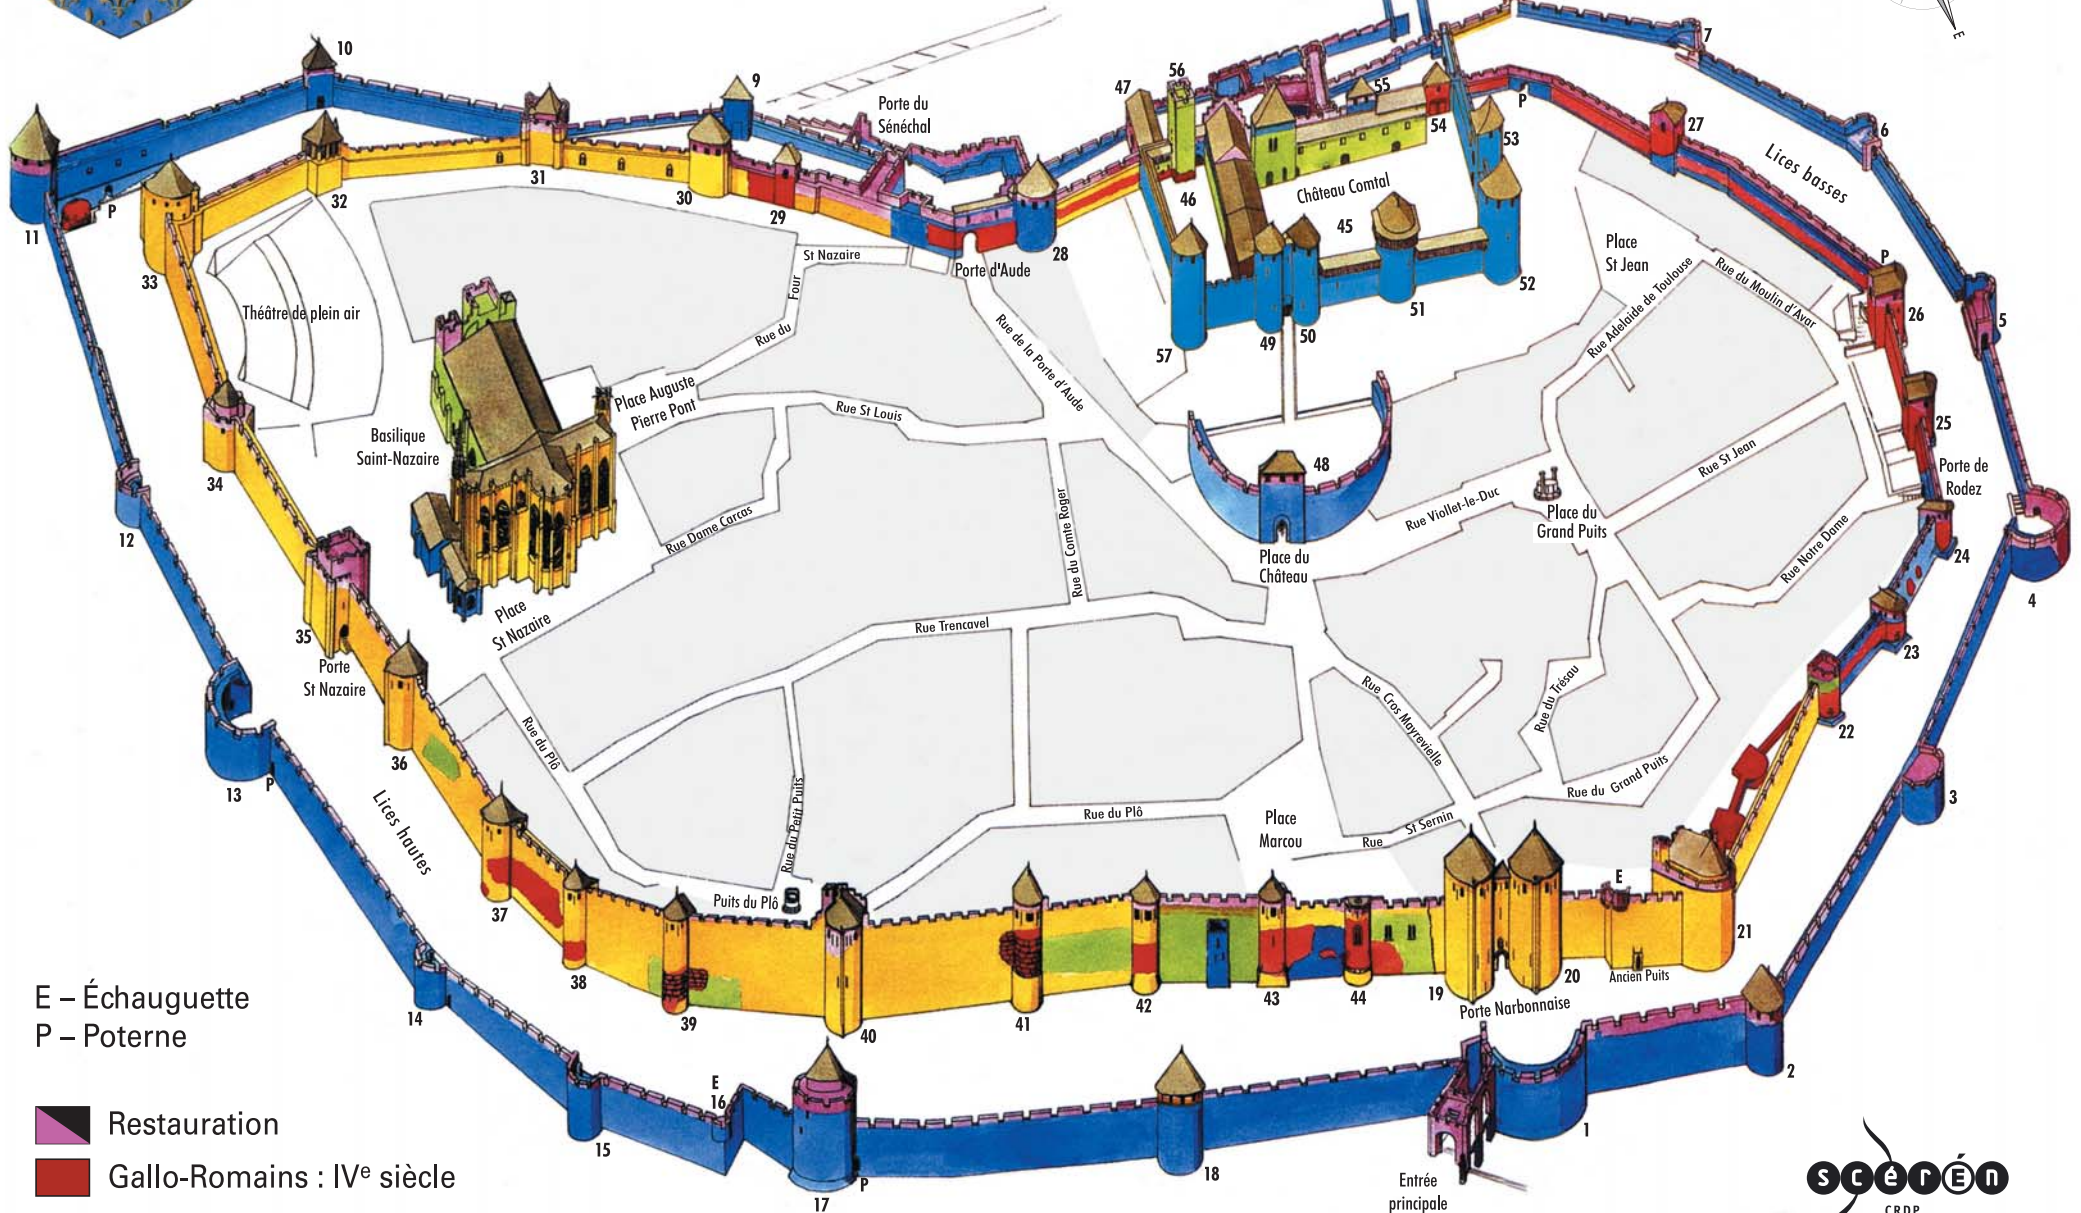 10
9
47
56
7
E
Porte du
Sénéchal
55
54
P
53
27
6
Lices basses
31
30
29
32
P
11
33
28
46
Château Comtal
45
Place
St Jean
P
52
51
50
49
57
26
5
Théâtre de plein air
St Nazaire
Four
Rue du
Porte d'Aude
Rue de la Porte d'Aude
Rue Adelaide de Toulouse
Rue du Moulin d'Avar
25
Place Auguste
Pierre Pont
Rue St Louis
Basilique
Saint-Nazaire
34
12
48
Rue St Jean
Porte de
Rodez
Rue Viollet-le-Duc
Place du
Grand Puits
Rue Dame Carcas
Rue du Comte Roger
Place du
Château
Rue Notre Dame
24
4
35
Place
St Nazaire
Porte
St Nazaire
Rue Trencavel
23
22
36
Rue du Plô
Rue Cros Mayrevielle
Rue du Trésau
13
P
Lices hautes
Rue du Petit Puits
Rue du Plô
Place
Marcou
Rue
St Sernin
Rue du Grand Puits
3
Puits du Plô
E
37
38
39
40
41
42
43
44
19
20
21
Ancien Puits
Porte Narbonnaise
14
E – Échauguette
P – Poterne
2
E
16
15
17
P
18
1
Entrée
principale
Restauration
Gallo-Romains : IVe siècle
scérÉn
CRDP